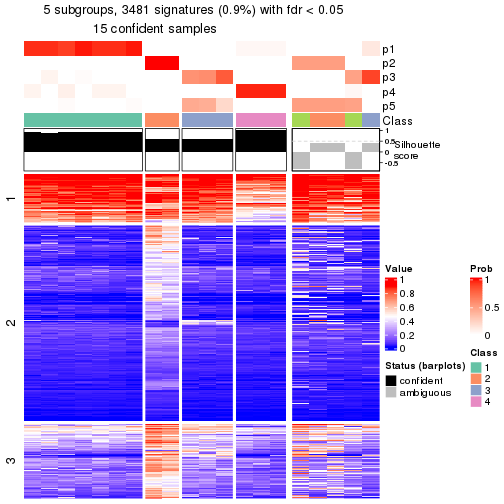 5 subgroups, 3481 signatures (0.9%) with fdr < 0.05
15 confident samples
p1
p2
p3
p4
p5
Class
1
0.5
0
-0.5
Silhouette
score
1
2
3
Value
1
0.8
0.6
0.4
0.2
0
Prob
1
0.5
0
Status (barplots)
confident
ambiguous
Class
1
2
3
4